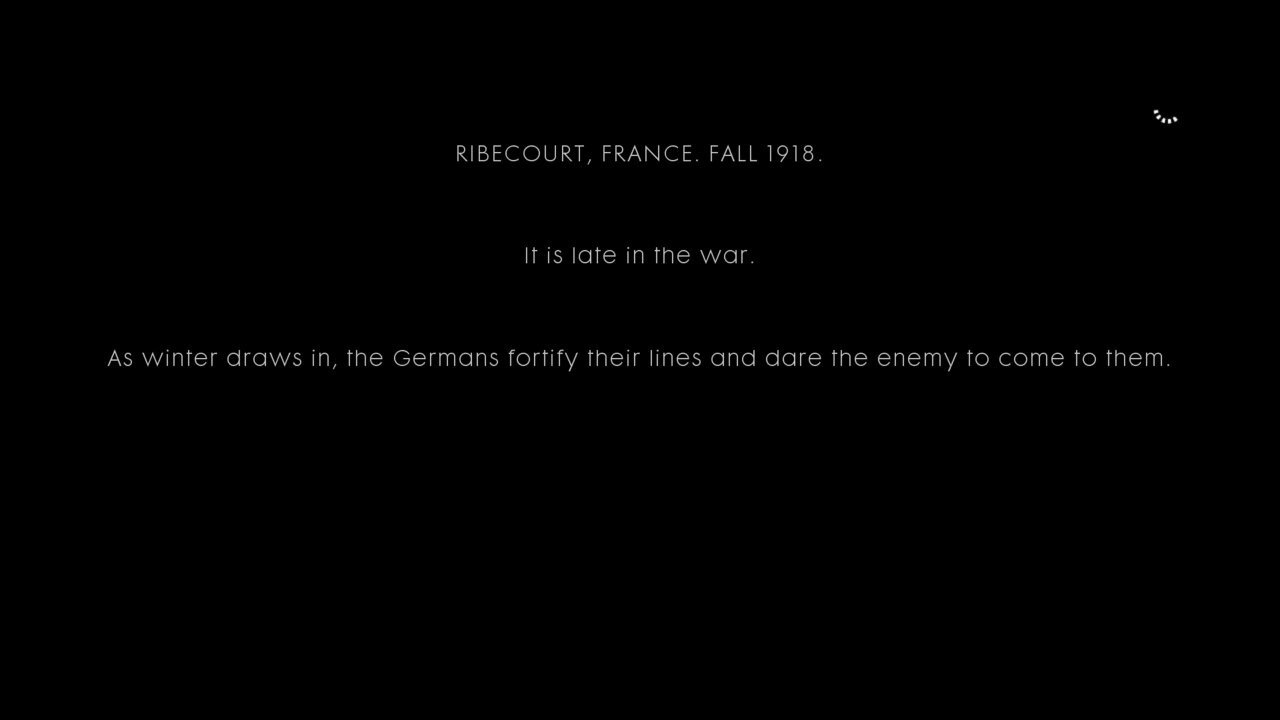 RIBECOURT, FRANCE. FALL 1918.
It is late in the war.
As winter draws in, the Germans fortify their lines and dare the enemy to come to them.